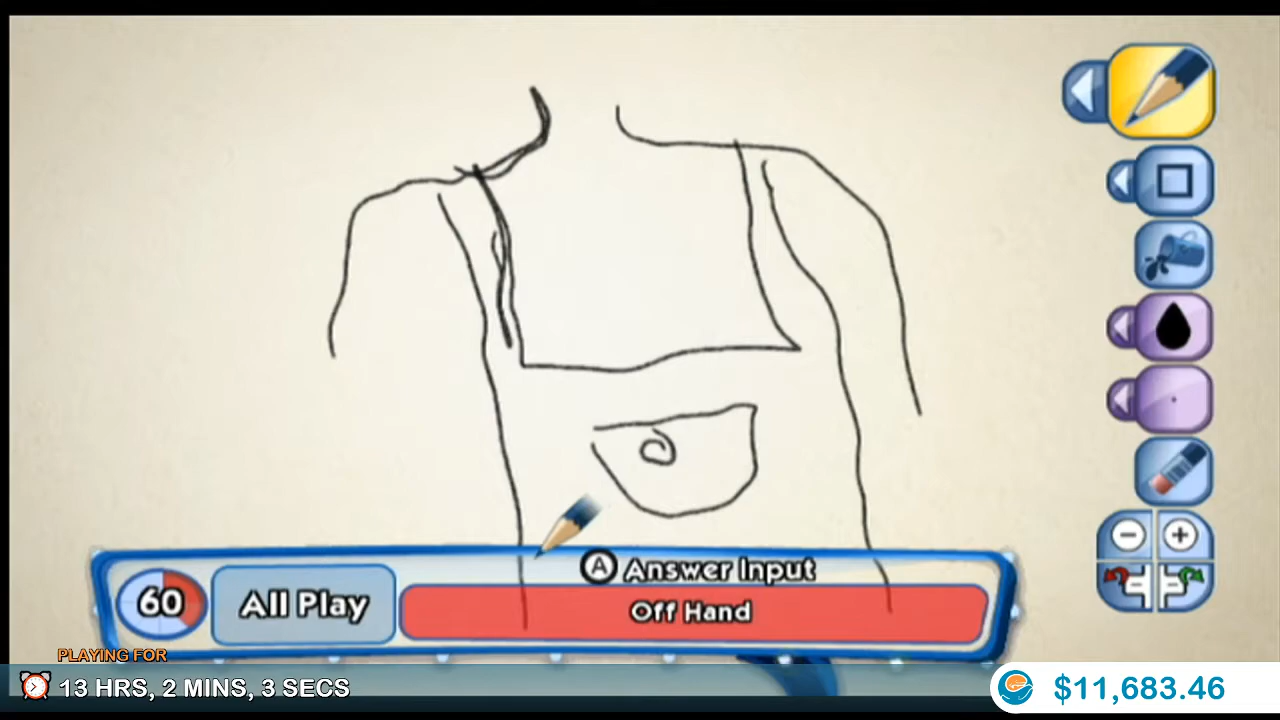 A Answer Input
60
All Play
Off Hand
PLAYING FOR
13 HRS, 2 MINS, 3 SECS
$11,683.46